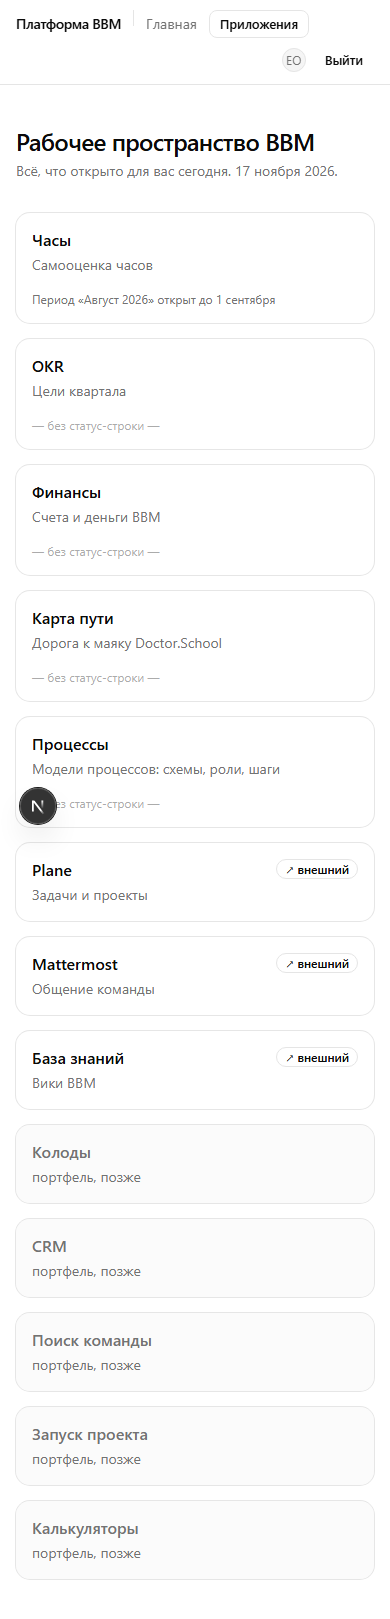 Платформа ВВМ Главная Приложения
ЕО Выйти
Рабочее пространство ВВМ
Всё, что открыто для вас сегодня. 17 ноября 2026.
Часы
Самооценка часов
Период «Август 2026» открыт до 1 сентября
OKR
Цели квартала
— без статус-строки —
Финансы
Счета и деньги ВВМ
— без статус-строки —
Карта пути
Дорога к маяку Doctor.School
— без статус-строки —
Процессы
Модели процессов: схемы, роли, шаги
статус-строки —
Plane ↗ внешний
Задачи и проекты
Mattermost ↗ внешний
Общение команды
База знаний ↗ внешний
Вики ВВМ
Колоды
портфель, позже
CRM
портфель, позже
Поиск команды
портфель, позже
Запуск проекта
портфель, позже
Калькуляторы
портфель, позже